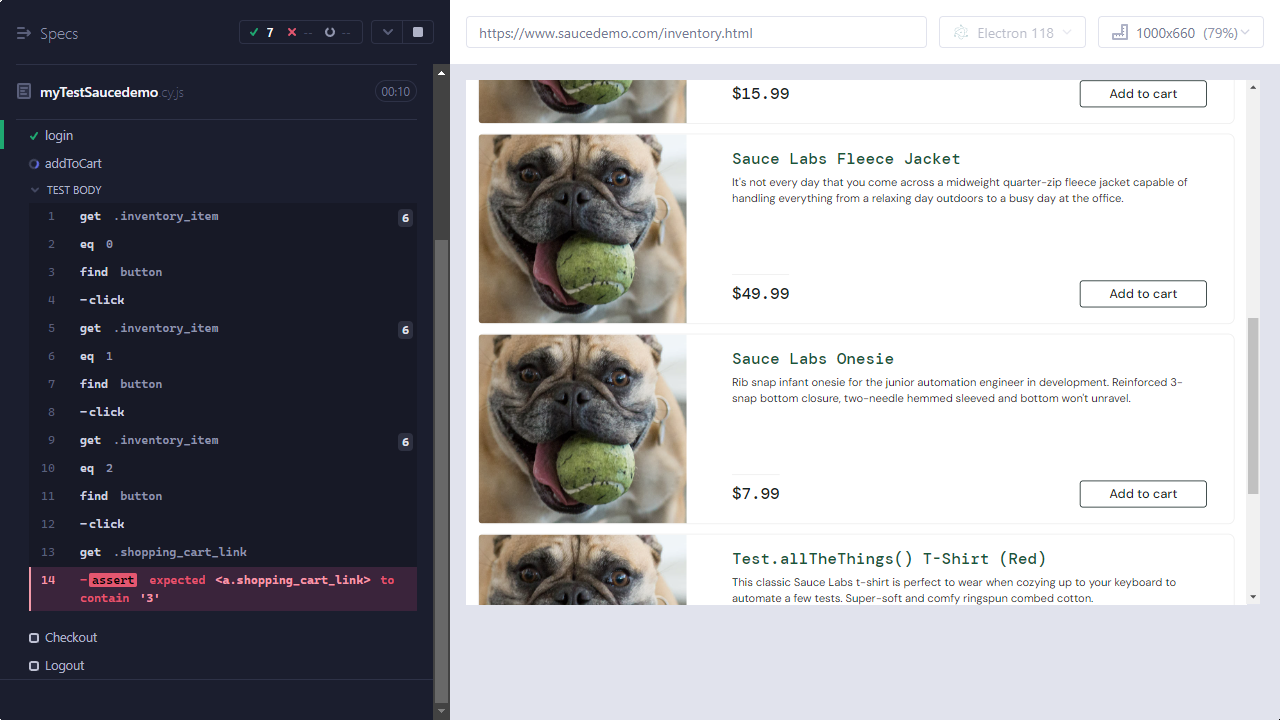 Specs
7
--
--
https://www.saucedemo.com/inventory.html
Electron 118
1000x660 (79%)
myTestSaucedemo.cy.js
00:10
login
addToCart
TEST BODY
1 get .inventory_item 6
2 eq 0
3 find button
4 -click
5 get .inventory_item 6
6 eq 1
7 find button
8 -click
9 get .inventory_item 6
10 eq 2
11 find button
12 -click
13 get .shopping_cart_link
14 -assert expected <a.shopping_cart_link> to
contain '3'
Checkout
Logout
$15.99
Add to cart
Sauce Labs Fleece Jacket
It's not every day that you come across a midweight quarter-zip fleece jacket capable of
handling everything from a relaxing day outdoors to a busy day at the office.
$49.99
Add to cart
Sauce Labs Onesie
Rib snap infant onesie for the junior automation engineer in development. Reinforced 3-
snap bottom closure, two-needle hemmed sleeved and bottom won't unravel.
$7.99
Add to cart
Test.allTheThings() T-Shirt (Red)
This classic Sauce Labs t-shirt is perfect to wear when cozying up to your keyboard to
automate a few tests. Super-soft and comfy ringspun combed cotton.